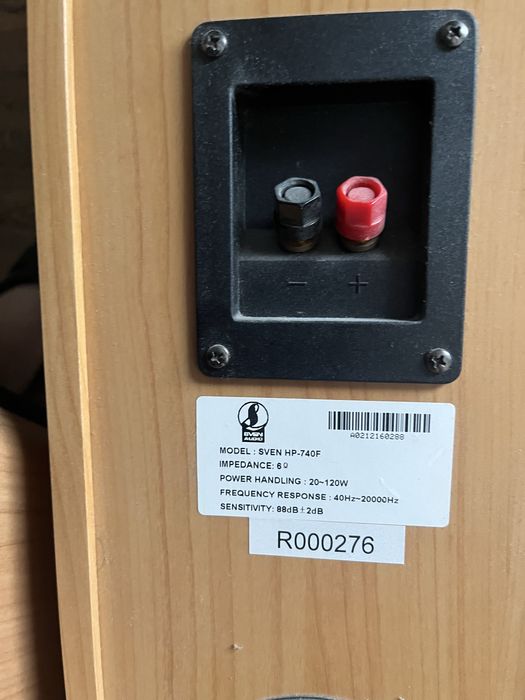 − +
SVEN
AUDIO
A0212160288
MODEL : SVEN HP-740F
IMPEDANCE: 6Ω
POWER HANDLING : 20~120W
FREQUENCY RESPONSE : 40Hz~20000Hz
SENSITIVITY: 88dB ± 2dB
R000276